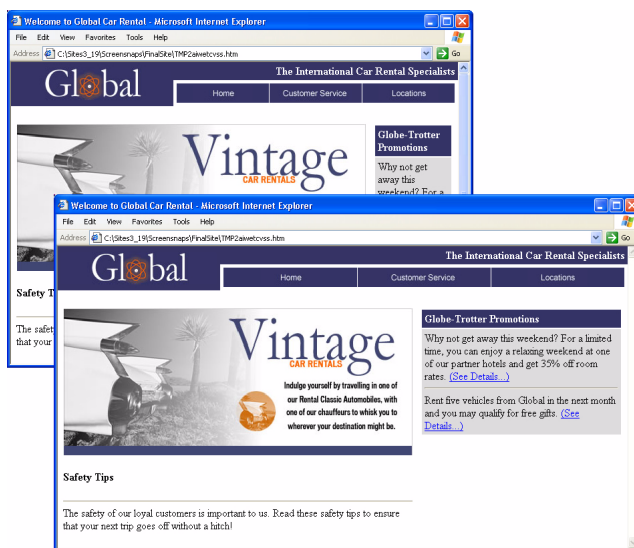 Welcome to Global Car Rental - Microsoft Internet Explorer
File Edit View Favorites Tools Help
Address C:\Sites3_19\Screensnaps\FinalSite\TMP2aiwetcvss.htm Go
The International Car Rental Specialists
Global
Home Customer Service Locations
Vintage
CAR RENTALS
Globe-Trotter
Promotions
Why not get
away this
weekend? For a
Safety T
The safet
that your
Welcome to Global Car Rental - Microsoft Internet Explorer
File Edit View Favorites Tools Help
Address C:\Sites3_19\Screensnaps\FinalSite\TMP2aiwetcvss.htm Go
The International Car Rental Specialists
Global
Home Customer Service Locations
Vintage
CAR RENTALS
Indulge yourself by travelling in one of
our Rental Classic Automobiles, with
one of our chauffeurs to whisk you to
wherever your destination might be.
Globe-Trotter Promotions
Why not get away this weekend? For a limited
time, you can enjoy a relaxing weekend at one
of our partner hotels and get 35% off room
rates. (See Details...)
Rent five vehicles from Global in the next month
and you may qualify for free gifts. (See
Details...)
Safety Tips
The safety of our loyal customers is important to us. Read these safety tips to ensure
that your next trip goes off without a hitch!